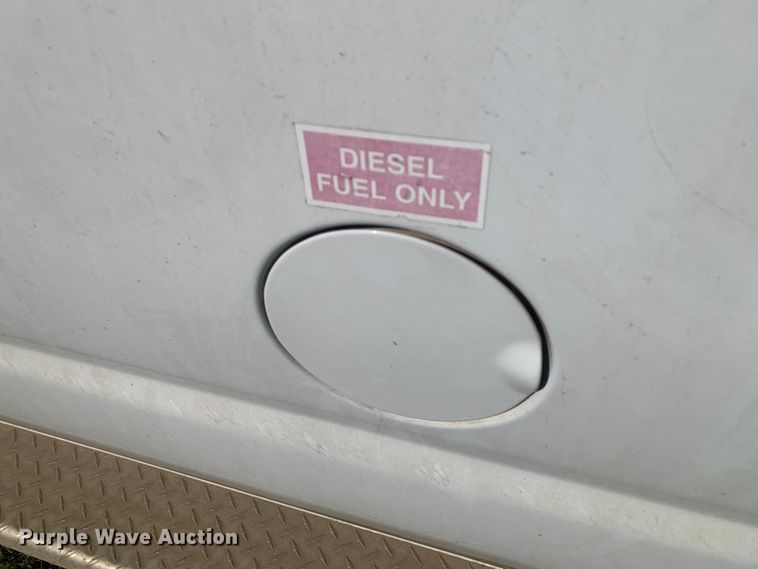 DIESEL
FUEL ONLY
Purple Wave Auction